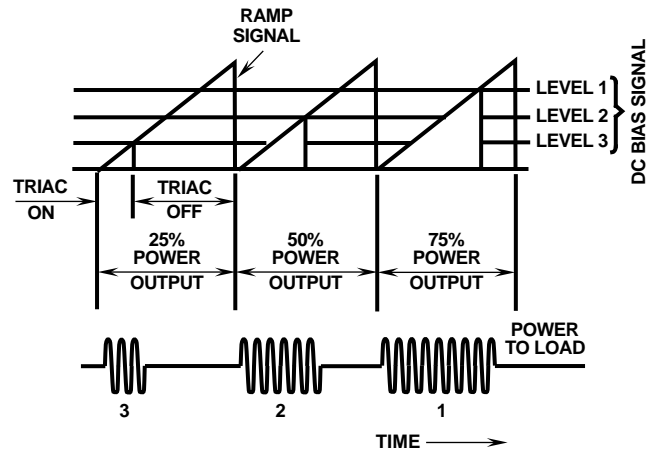 RAMP
SIGNAL
LEVEL 1
LEVEL 2
LEVEL 3
DC BIAS SIGNAL
TRIAC
ON
TRIAC
OFF
25%
POWER
OUTPUT
50%
POWER
OUTPUT
75%
POWER
OUTPUT
POWER
TO LOAD
3
2
1
TIME